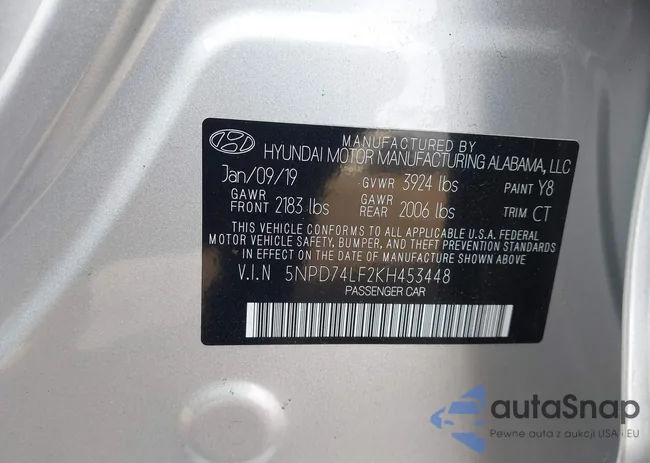 MANUFACTURED BY
HYUNDAI MOTOR MANUFACTURING ALABAMA, LLC
Jan/09/19 GVWR 3924 lbs PAINT Y8
GAWR FRONT 2183 lbs GAWR REAR 2006 lbs TRIM CT
THIS VEHICLE CONFORMS TO ALL APPLICABLE U.S.A. FEDERAL
MOTOR VEHICLE SAFETY, BUMPER, AND THEFT PREVENTION STANDARDS
IN EFFECT ON THE DATE OF MANUFACTURE SHOWN ABOVE.
V.I.N 5NPD74LF2KH453448
PASSENGER CAR
autaSnap
Pewne auta z aukcji USA i EU